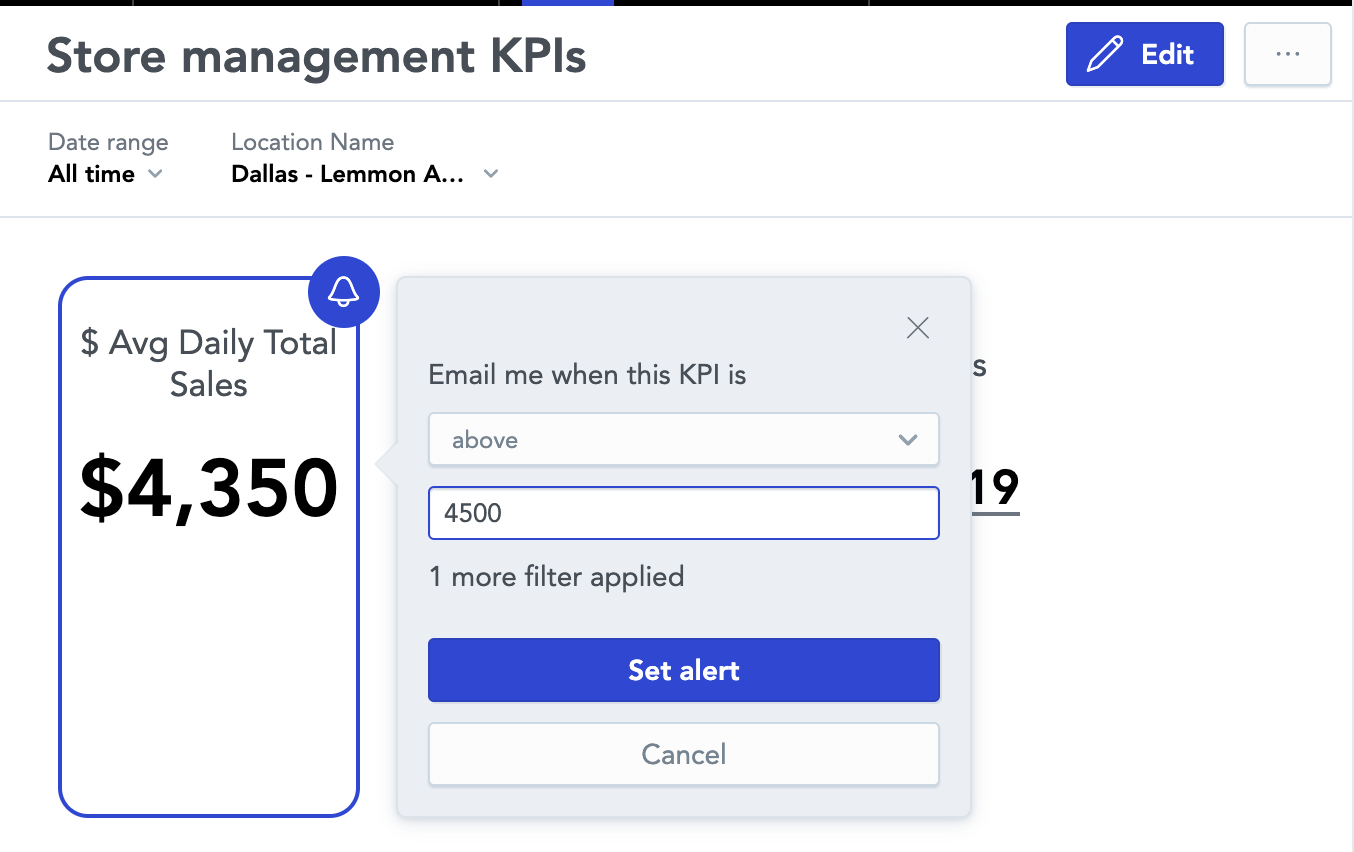 Store management KPIs
Edit
Date range
Location Name
All time
Dallas - Lemmon A...
$ Avg Daily Total
Sales
$4,350
Email me when this KPI is
above
4500
1 more filter applied
Set alert
Cancel
s
19